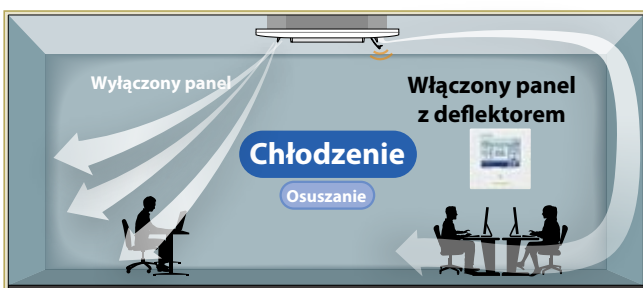 Wyłączony panel
Włączony panel
z deflektorem
Chłodzenie
Osuszanie